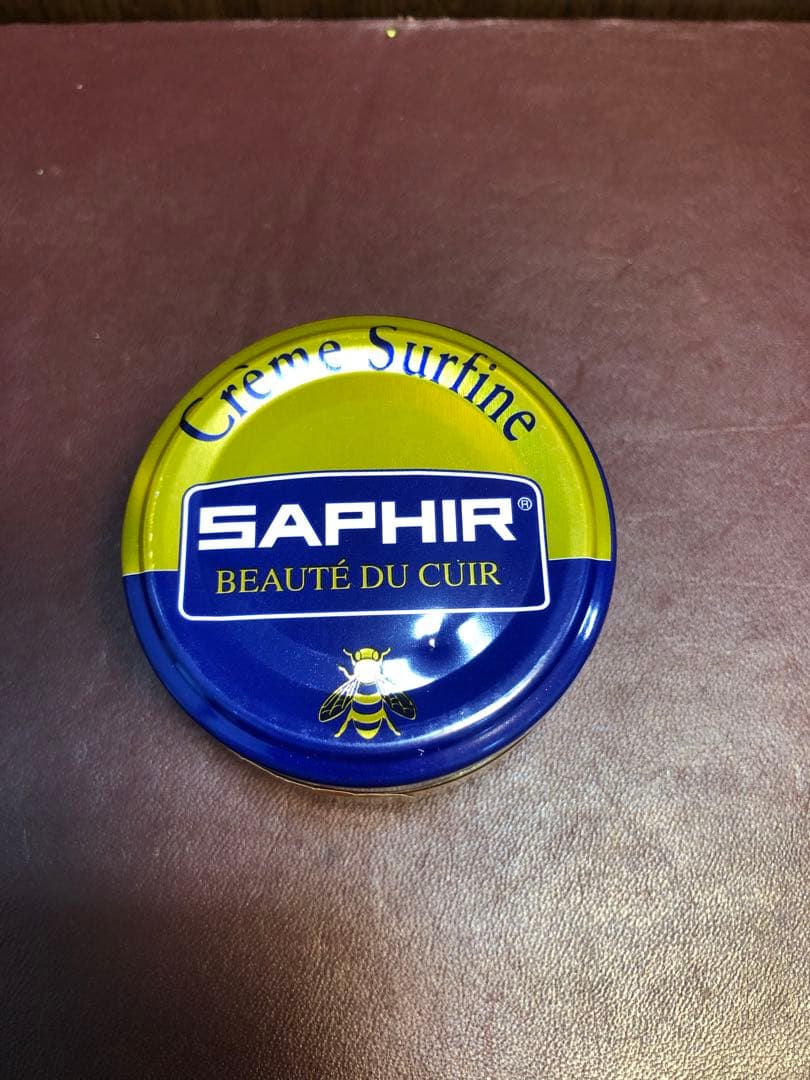 Crème Surfine
SAPHIR®
BEAUTÉ DU CUIR